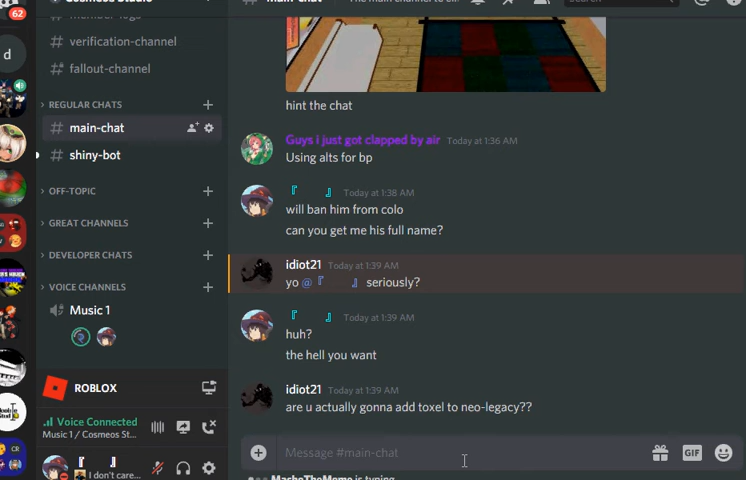 62
d
verification-channel
fallout-channel
REGULAR CHATS
main-chat
shiny-bot
OFF-TOPIC
GREAT CHANNELS
DEVELOPER CHATS
VOICE CHANNELS
Music 1
ROBLOX
Voice Connected
Music 1 / Cosmeos St...
『 』
I don't care...
hint the chat
Guys i just got clapped by air Today at 1:36 AM
Using alts for bp
『 』 Today at 1:38 AM
will ban him from colo
can you get me his full name?
idiot21 Today at 1:39 AM
yo @『 』 seriously?
『 』 Today at 1:39 AM
huh?
the hell you want
idiot21 Today at 1:39 AM
are u actually gonna add toxel to neo-legacy??
Message #main-chat
GIF
is typing